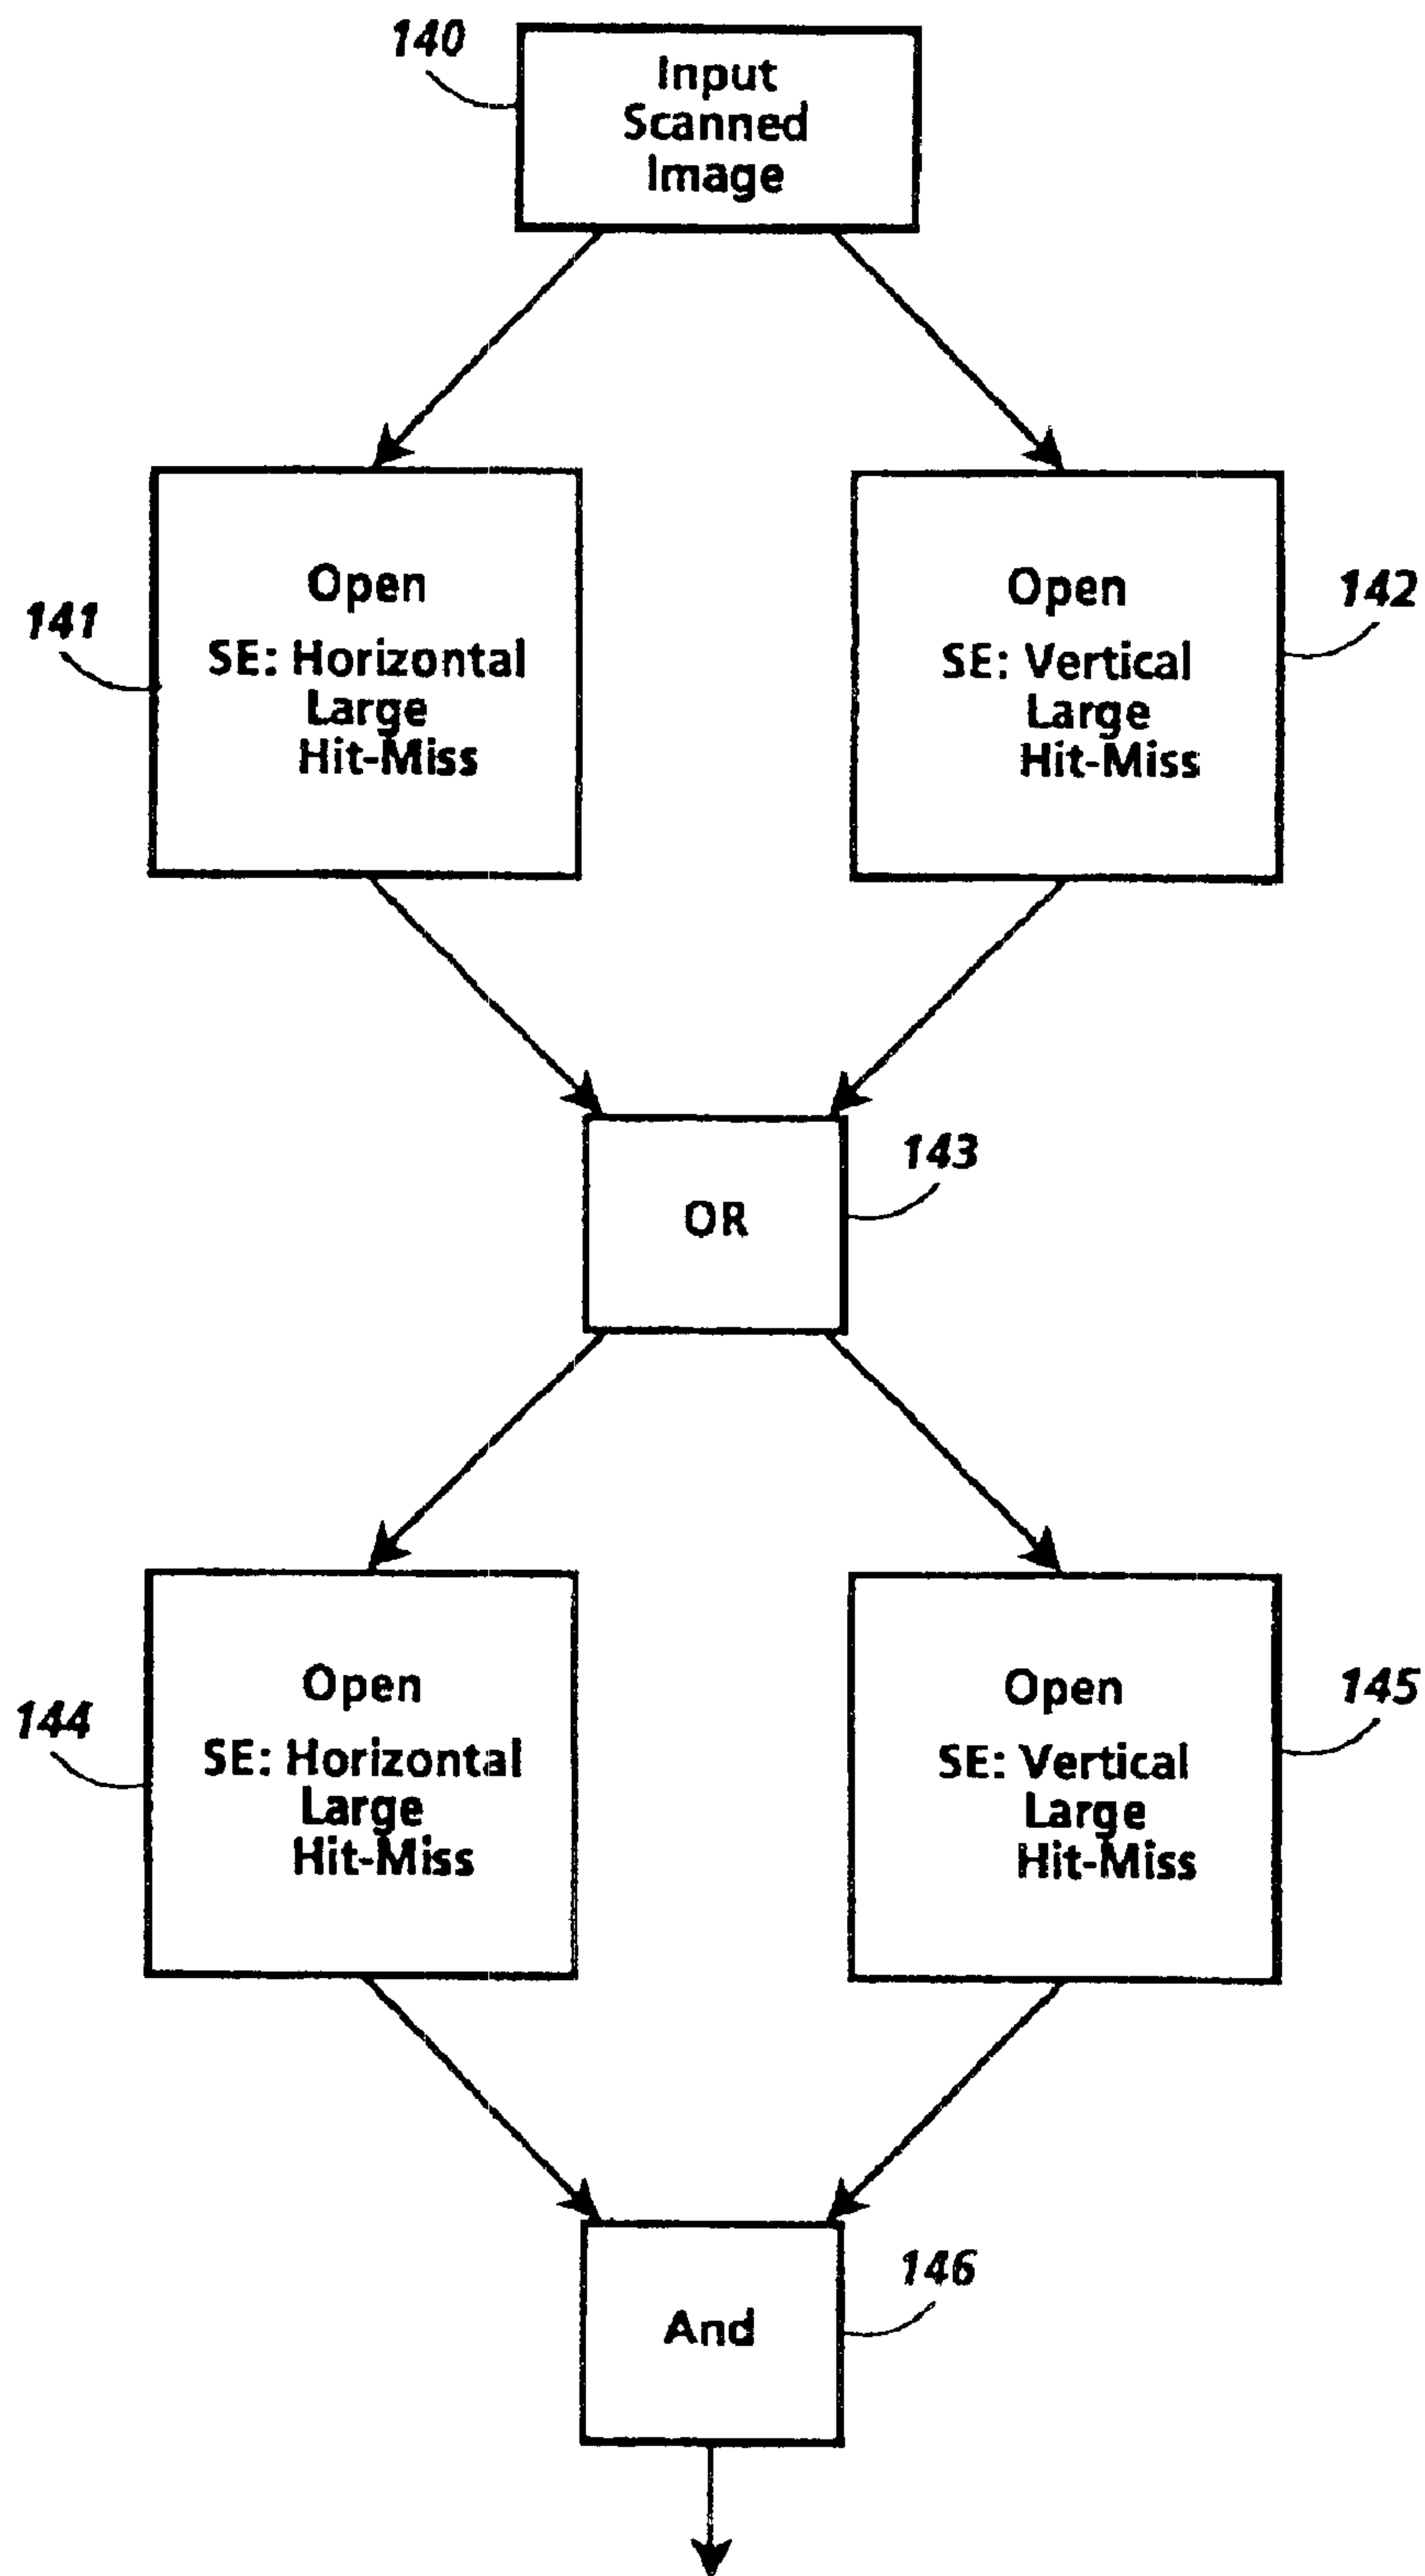 140
Input
Scanned
Image
141
Open
SE: Horizontal
Large
Hit-Miss
Open
SE: Vertical
Large
Hit-Miss
142
OR
143
144
Open
SE: Horizontal
Large
Hit-Miss
Open
SE: Vertical
Large
Hit-Miss
145
And
146